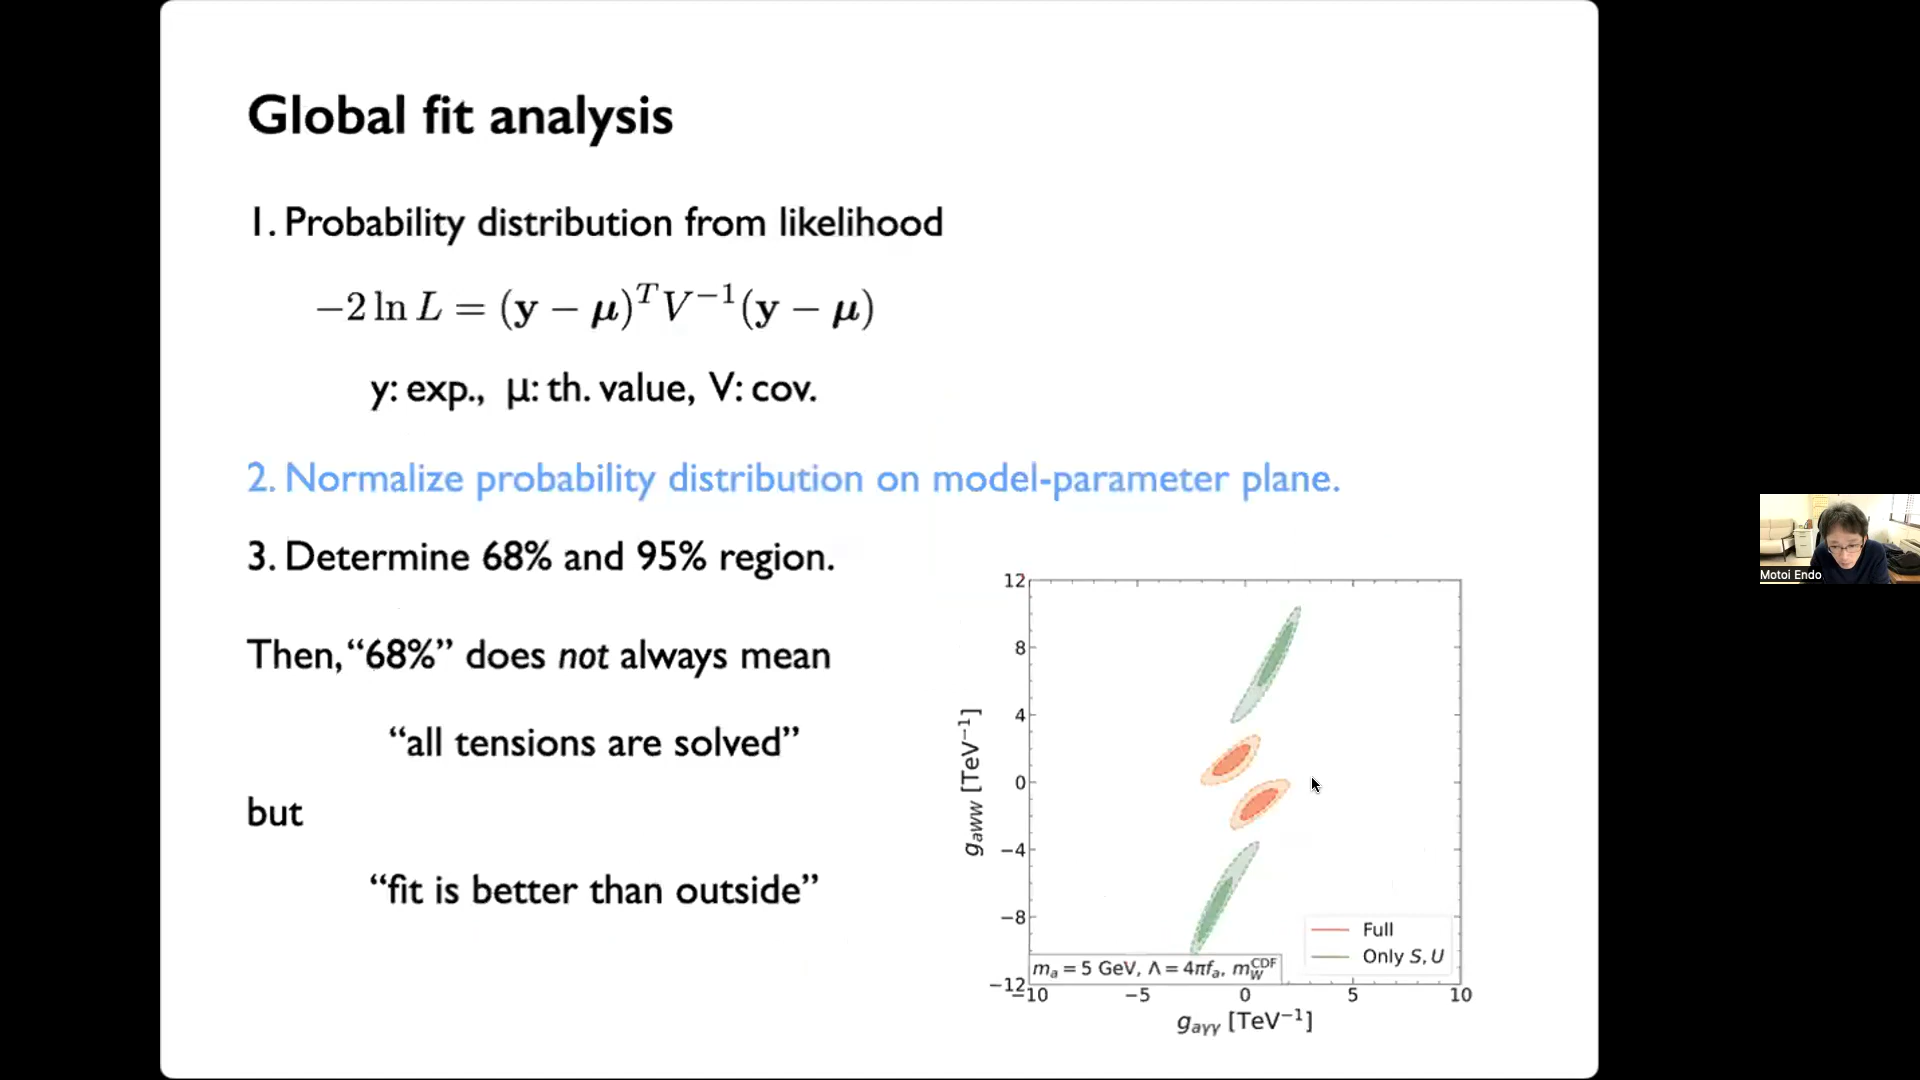 Global fit analysis
1. Probability distribution from likelihood
−2 ln L = (y − μ)ᵀV⁻¹(y − μ)
y: exp., μ: th. value, V: cov.
2. Normalize probability distribution on model-parameter plane.
3. Determine 68% and 95% region.
Then, “68%” does not always mean
“all tensions are solved”
but
“fit is better than outside”
12
8
4
0
−4
−8
−12
g_aWW [TeV⁻¹]
Full
Only S, U
m_a = 5 GeV, Λ = 4πf_a, m_W^CDF
−10 −5 0 5 10
g_aγγ [TeV⁻¹]
Motoi Endo